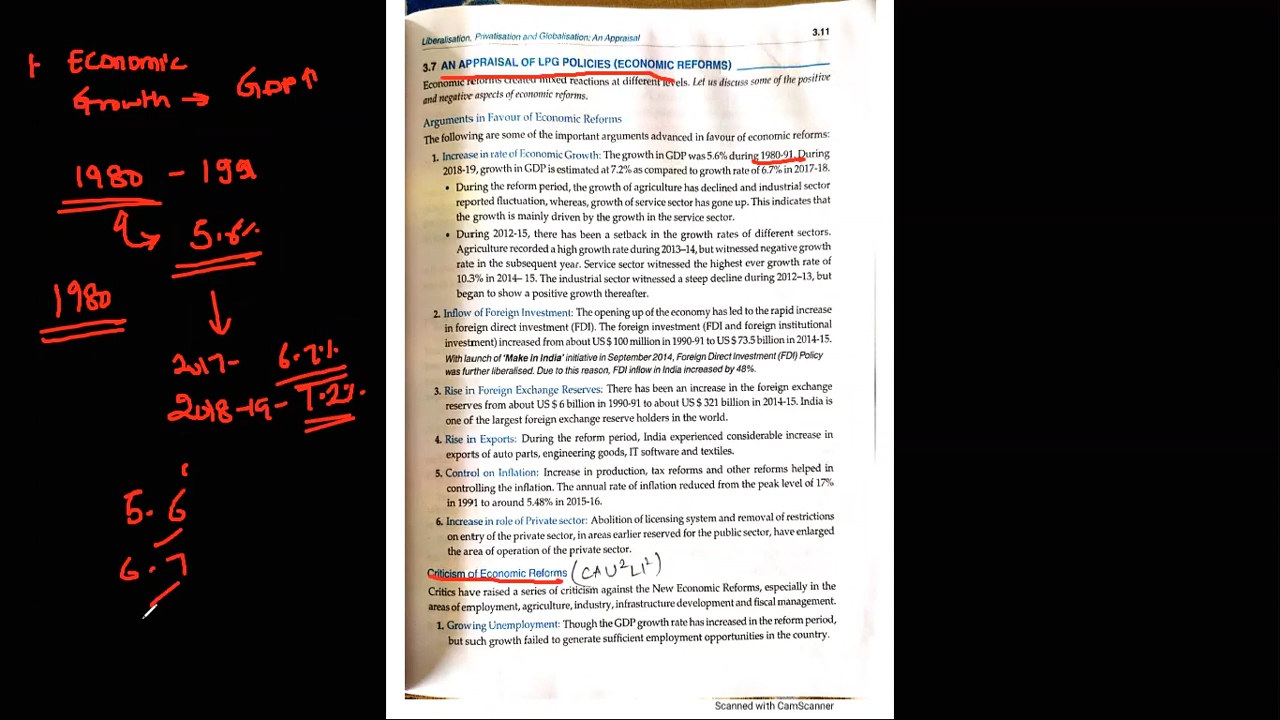 Economic
Growth → GDP↑
1980 - 199
5.6%
1980
2017- 6.7%
2018-19- 7.2%.
5.6
6.7
Liberalisation, Privatisation and Globalisation: An Appraisal 3.11
3.7 AN APPRAISAL OF LPG POLICIES (ECONOMIC REFORMS)
Economic reforms created mixed reactions at different levels. Let us discuss some of the positive
and negative aspects of economic reforms.
Arguments in Favour of Economic Reforms
The following are some of the important arguments advanced in favour of economic reforms:
1. Increase in rate of Economic Growth: The growth in GDP was 5.6% during 1980-91. During
2018-19, growth in GDP is estimated at 7.2% as compared to growth rate of 6.7% in 2017-18.
• During the reform period, the growth of agriculture has declined and industrial sector
reported fluctuation, whereas, growth of service sector has gone up. This indicates that
the growth is mainly driven by the growth in the service sector.
• During 2012-15, there has been a setback in the growth rates of different sectors.
Agriculture recorded a high growth rate during 2013-14, but witnessed negative growth
rate in the subsequent year. Service sector witnessed the highest ever growth rate of
10.3% in 2014-15. The industrial sector witnessed a steep decline during 2012-13, but
began to show a positive growth thereafter.
2. Inflow of Foreign Investment: The opening up of the economy has led to the rapid increase
in foreign direct investment (FDI). The foreign investment (FDI and foreign institutional
investment) increased from about US $ 100 million in 1990-91 to US $ 73.5 billion in 2014-15.
With launch of 'Make in India' initiative in September 2014, Foreign Direct Investment (FDI) Policy
was further liberalised. Due to this reason, FDI inflow in India increased by 48%.
3. Rise in Foreign Exchange Reserves: There has been an increase in the foreign exchange
reserves from about US $ 6 billion in 1990-91 to about US $ 321 billion in 2014-15. India is
one of the largest foreign exchange reserve holders in the world.
4. Rise in Exports: During the reform period, India experienced considerable increase in
exports of auto parts, engineering goods, IT software and textiles.
5. Control on Inflation: Increase in production, tax reforms and other reforms helped in
controlling the inflation. The annual rate of inflation reduced from the peak level of 17%
in 1991 to around 5.48% in 2015-16.
6. Increase in role of Private sector: Abolition of licensing system and removal of restrictions
on entry of the private sector, in areas earlier reserved for the public sector, have enlarged
the area of operation of the private sector.
Criticism of Economic Reforms (CAU²LI²)
Critics have raised a series of criticism against the New Economic Reforms, especially in the
areas of employment, agriculture, industry, infrastructure development and fiscal management.
1. Growing Unemployment: Though the GDP growth rate has increased in the reform period,
but such growth failed to generate sufficient employment opportunities in the country.
Scanned with CamScanner